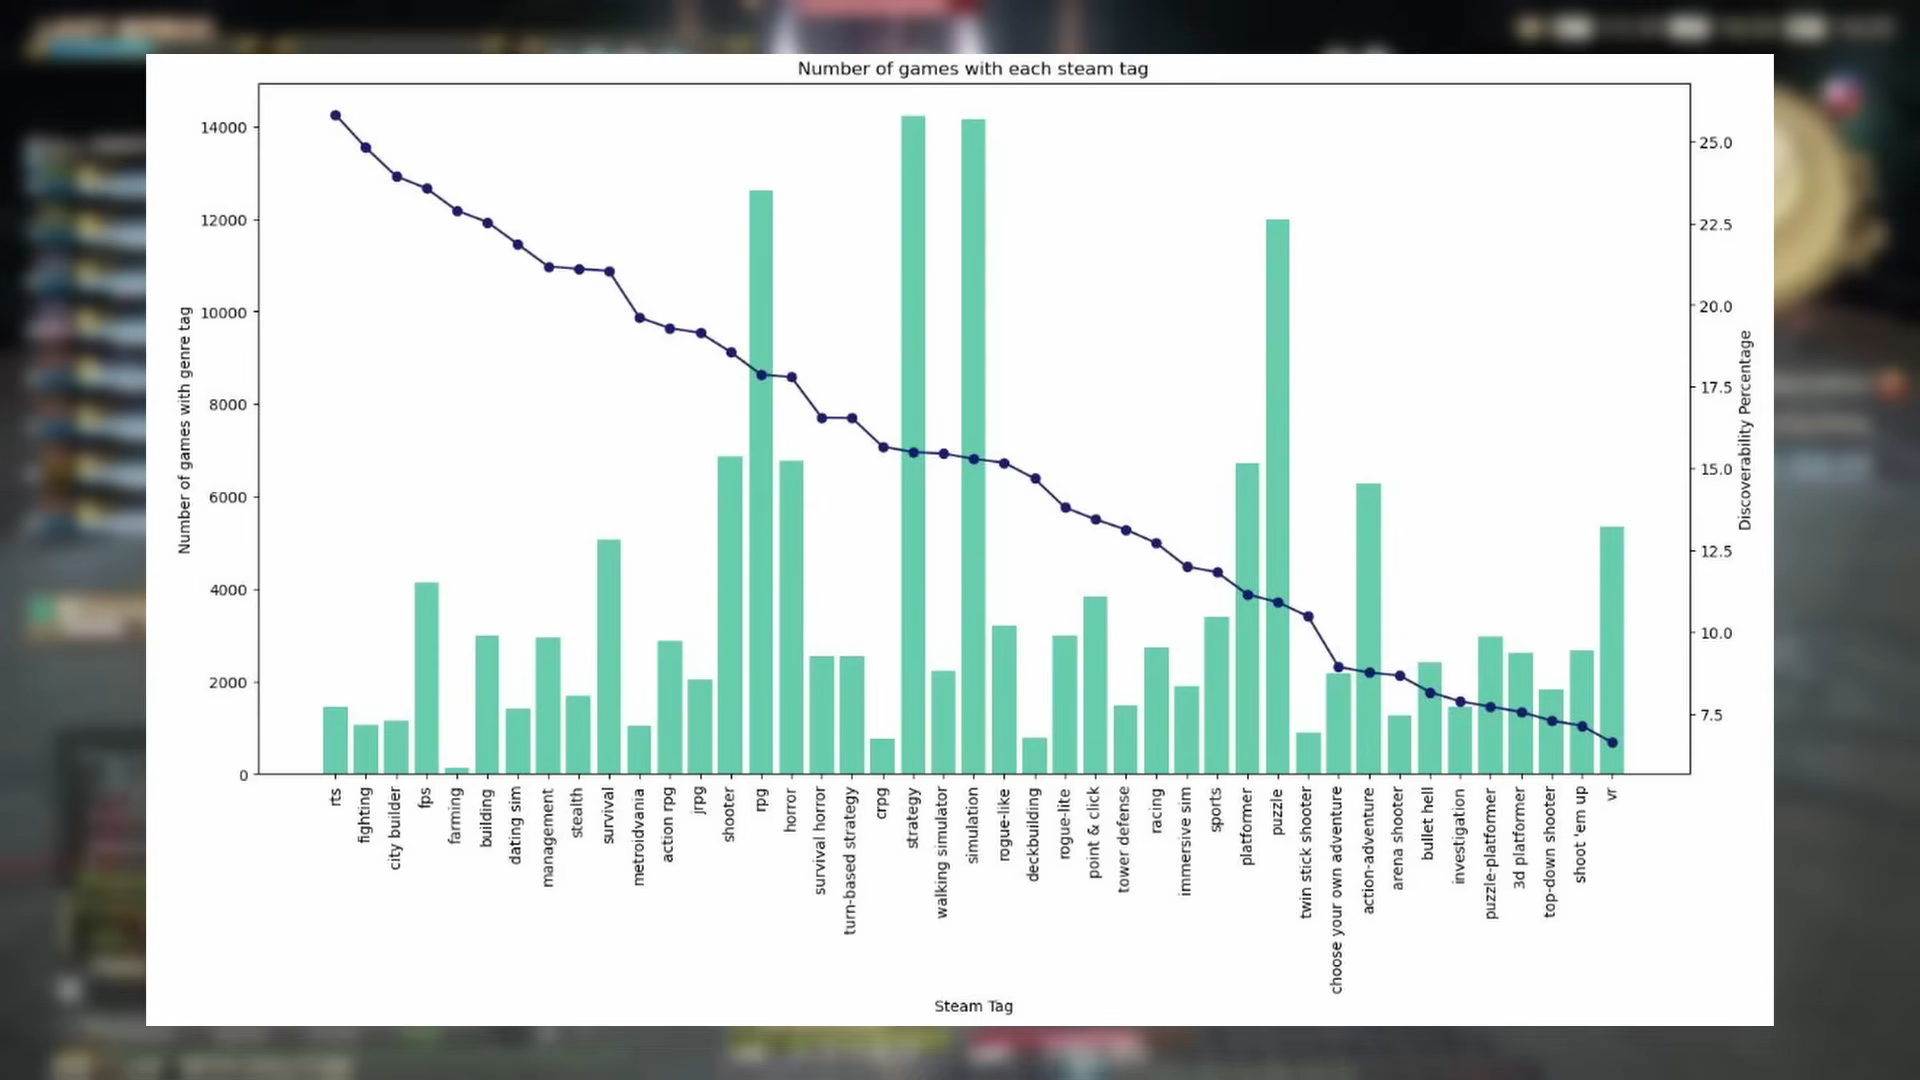 Number of games with each steam tag
14000
12000
10000
8000
6000
4000
2000
0
Number of games with genre tag
25.0
22.5
20.0
17.5
15.0
12.5
10.0
7.5
Discoverability Percentage
rts
fighting
city builder
fps
farming
building
dating sim
management
stealth
survival
metroidvania
action rpg
jrpg
shooter
rpg
horror
survival horror
turn-based strategy
crpg
strategy
walking simulator
simulation
rogue-like
deckbuilding
rogue-lite
point & click
tower defense
racing
immersive sim
sports
platformer
puzzle
twin stick shooter
choose your own adventure
action-adventure
arena shooter
bullet hell
investigation
puzzle-platformer
3d platformer
top-down shooter
shoot 'em up
vr
Steam Tag